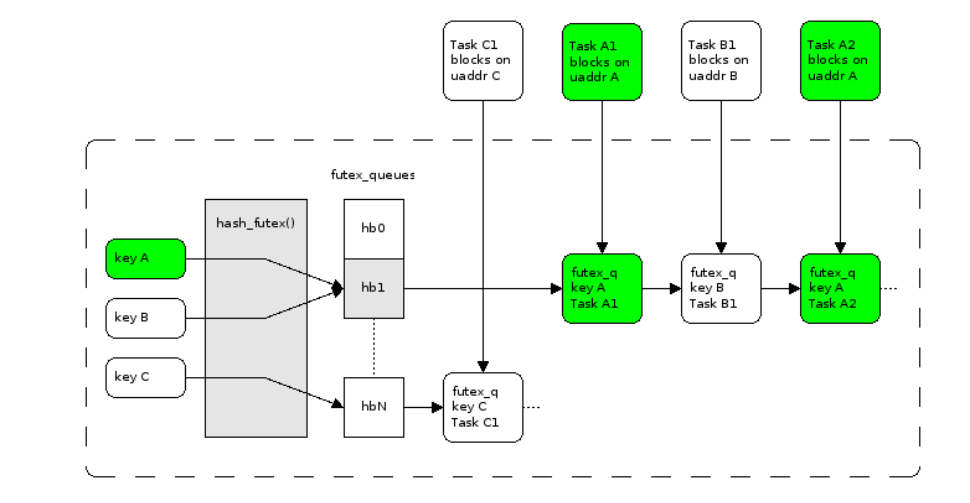 Task C1
blocks on
uaddr C
Task A1
blocks on
uaddr A
Task B1
blocks on
uaddr B
Task A2
blocks on
uaddr A
futex_queues
hash_futex()
hb0
key A
hb1
futex_q
key A
Task A1
futex_q
key B
Task B1
futex_q
key A
Task A2
key B
key C
hbN
futex_q
key C
Task C1